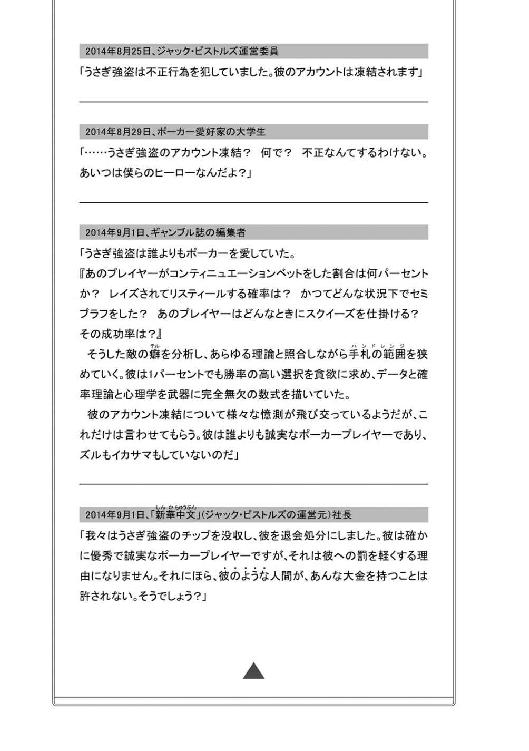 2014年8月25日、ジャック・ピストルズ運営委員
「うさぎ強盗は不正行為を犯していました。彼のアカウントは凍結されます」
2014年8月29日、ポーカー愛好家の大学生
「……うさぎ強盗のアカウント凍結？　何で？　不正なんてするわけない。
あいつは僕らのヒーローなんだよ？」
2014年9月1日、ギャンブル誌の編集者
「うさぎ強盗は誰よりもポーカーを愛していた。
『あのプレイヤーがコンティニュエーションベットをした割合は何パーセント
か？　レイズされてリスティールする確率は？　かつてどんな状況下でセミ
ブラフをした？　あのプレイヤーはどんなときにスクイーズを仕掛ける？
その成功率は？』
そうした敵の癖を分析し、あらゆる理論と照合しながら手札の範囲を狭
めていく。彼は1パーセントでも勝率の高い選択を貪欲に求め、データと確
率理論と心理学を武器に完全無欠の数式を描いていた。
彼のアカウント凍結について様々な憶測が飛び交っているようだが、こ
れだけは言わせてもらう。彼は誰よりも誠実なポーカープレイヤーであり、
ズルもイカサマもしていないのだ」
2014年9月1日、「新華中文」（ジャック・ピストルズの運営元）社長
「我々はうさぎ強盗のチップを没収し、彼を退会処分にしました。彼は確か
に優秀で誠実なポーカープレイヤーですが、それは彼への罰を軽くする理
由になりません。それにほら、彼のような人間が、あんな大金を持つことは
許されない。そうでしょう？」